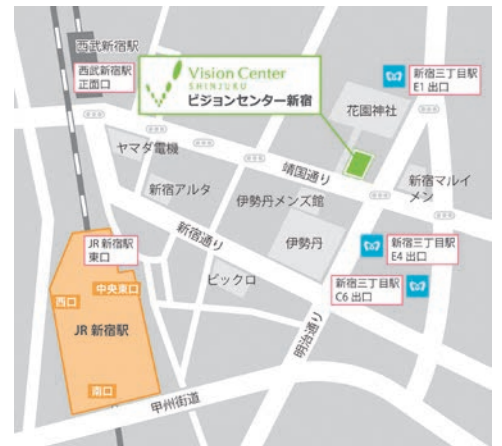 西武新宿駅
西武新宿駅
正面口
Vision Center
SHINJUKU
ビジョンセンター新宿
新宿三丁目駅
E1 出口
花園神社
ヤマダ電機
靖国通り
新宿アルタ
新宿マルイ
メン
伊勢丹メンズ館
新宿通り
伊勢丹
新宿三丁目駅
E4 出口
JR 新宿駅
東口
ビックロ
新宿三丁目駅
C6 出口
中央東口
西口
JR 新宿駅
明治通り
南口
甲州街道